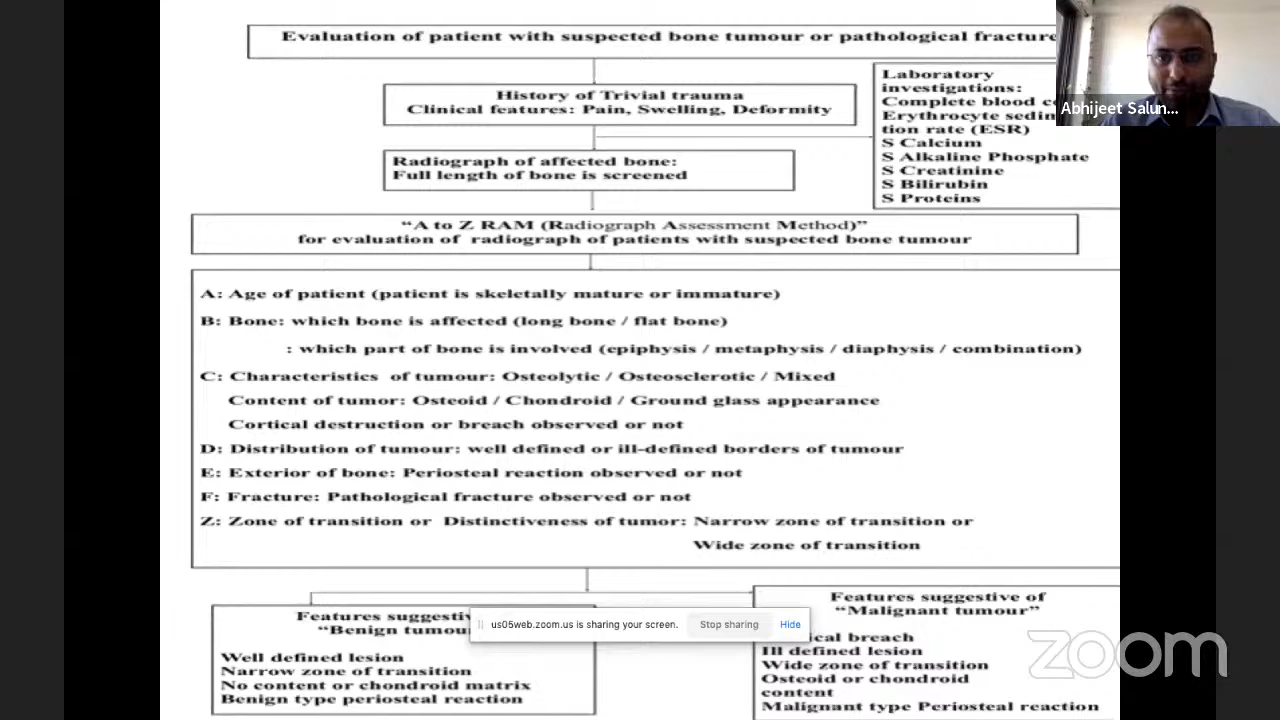 Evaluation of patient with suspected bone tumour or pathological fracture
History of Trivial trauma
Clinical features: Pain, Swelling, Deformity
Laboratory
investigations:
Complete blood
Erythrocyte
tion rate (ESR)
S Calcium
S Alkaline Phosphate
S Creatinine
S Bilirubin
S Proteins
Abhijeet Salun...
Radiograph of affected bone:
Full length of bone is screened
“A to Z RAM (Radiograph Assessment Method)”
for evaluation of radiograph of patients with suspected bone tumour
A: Age of patient (patient is skeletally mature or immature)
B: Bone: which bone is affected (long bone / flat bone)
: which part of bone is involved (epiphysis / metaphysis / diaphysis / combination)
C: Characteristics of tumour: Osteolytic / Osteosclerotic / Mixed
Content of tumor: Osteoid / Chondroid / Ground glass appearance
Cortical destruction or breach observed or not
D: Distribution of tumour: well defined or ill-defined borders of tumour
E: Exterior of bone: Periosteal reaction observed or not
F: Fracture: Pathological fracture observed or not
Z: Zone of transition or Distinctiveness of tumor: Narrow zone of transition or
Wide zone of transition
Features
“Benign
Well defined lesion
Narrow zone of transition
No content or chondroid matrix
Benign type periosteal reaction
us05web.zoom.us is sharing your screen. Stop sharing Hide
Features suggestive of
“Malignant tumour”
breach
Ill defined lesion
Wide zone of transition
Osteoid or chondroid
content
Malignant type Periosteal reaction
zoom